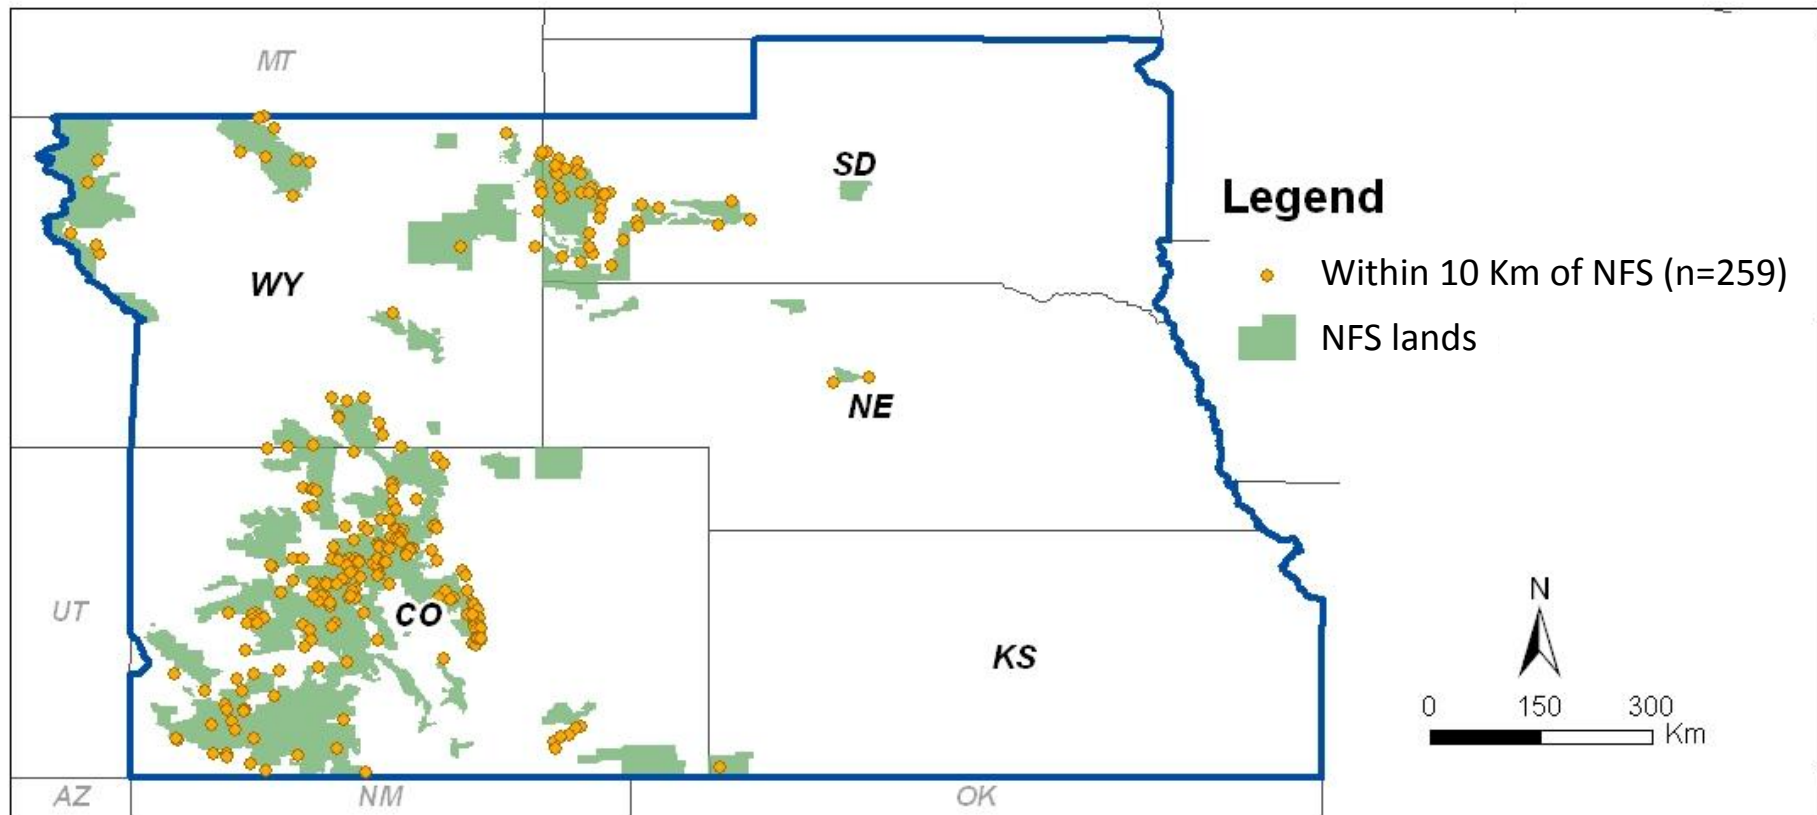 MT
SD
Legend
Within 10 Km of NFS (n=259)
WY
NFS lands
NE
N
UT
CO
KS
0 150 300
Km
AZ
NM
OK